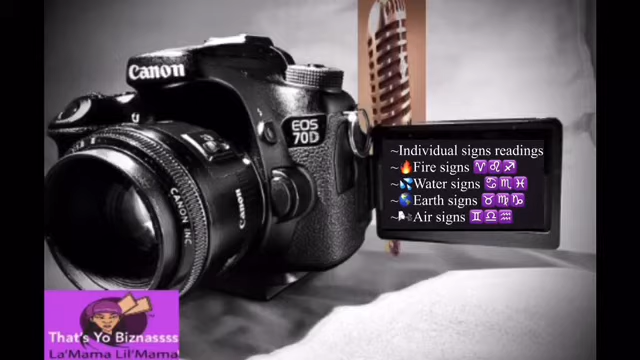 Canon
EOS
70D
Canon
CANON INC
~Individual signs readings
~🔥Fire signs ♈♌♐
~💦Water signs ♋♏♓
~🌎Earth signs ♉♍♑
~🌬Air signs ♊♎♒
That's Yo Biznassss
La'Mama Lil'Mama